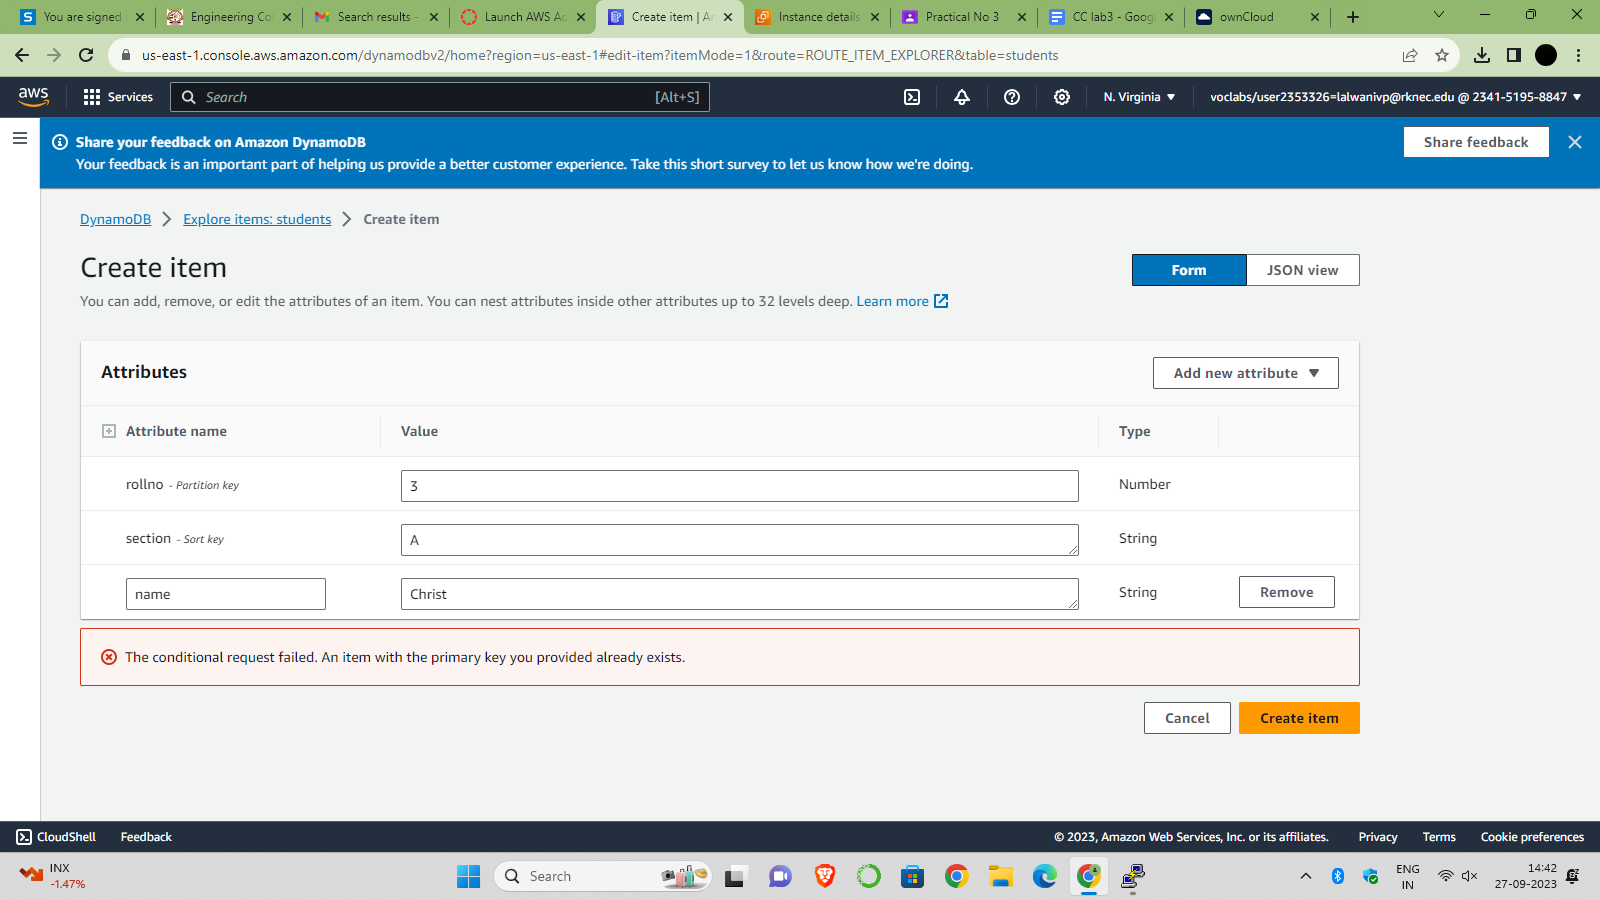 You are signed
Engineering Co
Search results -
Launch AWS Ac
Create item | Am
Instance details
Practical No 3
CC lab3 - Googl
ownCloud
us-east-1.console.aws.amazon.com/dynamodbv2/home?region=us-east-1#edit-item?itemMode=1&route=ROUTE_ITEM_EXPLORER&table=students
aws
Services
Search
[Alt+S]
N. Virginia
voclabs/user2353326=lalwanivp@rknec.edu @ 2341-5195-8847
Share your feedback on Amazon DynamoDB
Your feedback is an important part of helping us provide a better customer experience. Take this short survey to let us know how we're doing.
Share feedback
DynamoDB
Explore items: students
Create item
Create item
Form
JSON view
You can add, remove, or edit the attributes of an item. You can nest attributes inside other attributes up to 32 levels deep. Learn more
Attributes
Add new attribute
Attribute name
Value
Type
rollno - Partition key
3
Number
section - Sort key
A
String
name
Christ
String
Remove
The conditional request failed. An item with the primary key you provided already exists.
Cancel
Create item
CloudShell
Feedback
© 2023, Amazon Web Services, Inc. or its affiliates.
Privacy
Terms
Cookie preferences
INX
-1.47%
Search
ENG
IN
14:42
27-09-2023